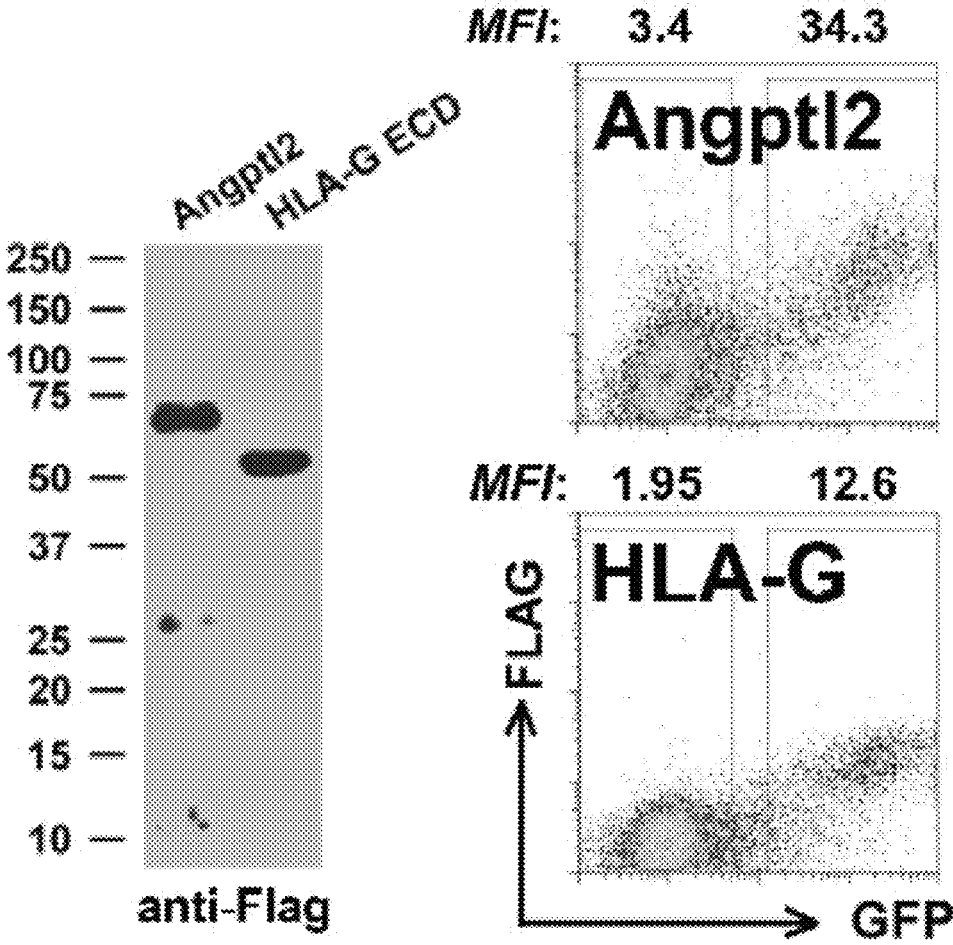 MFI: 3.4 34.3
Angptl2
HLA-G ECD
Angptl2
250
150
100
75
50
37
25
20
15
10
anti-Flag
MFI: 1.95 12.6
HLA-G
FLAG
GFP